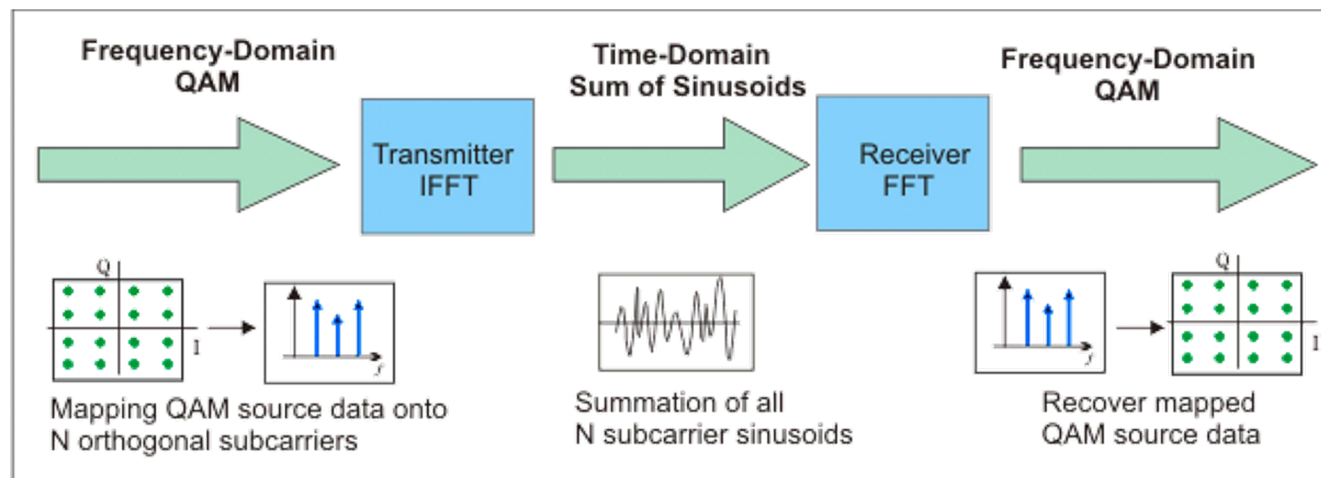 Frequency-Domain
QAM
Time-Domain
Sum of Sinusoids
Frequency-Domain
QAM
Transmitter
IFFT
Receiver
FFT
Q
I
f
Q
I
f
Mapping QAM source data onto
N orthogonal subcarriers
Summation of all
N subcarrier sinusoids
Recover mapped
QAM source data